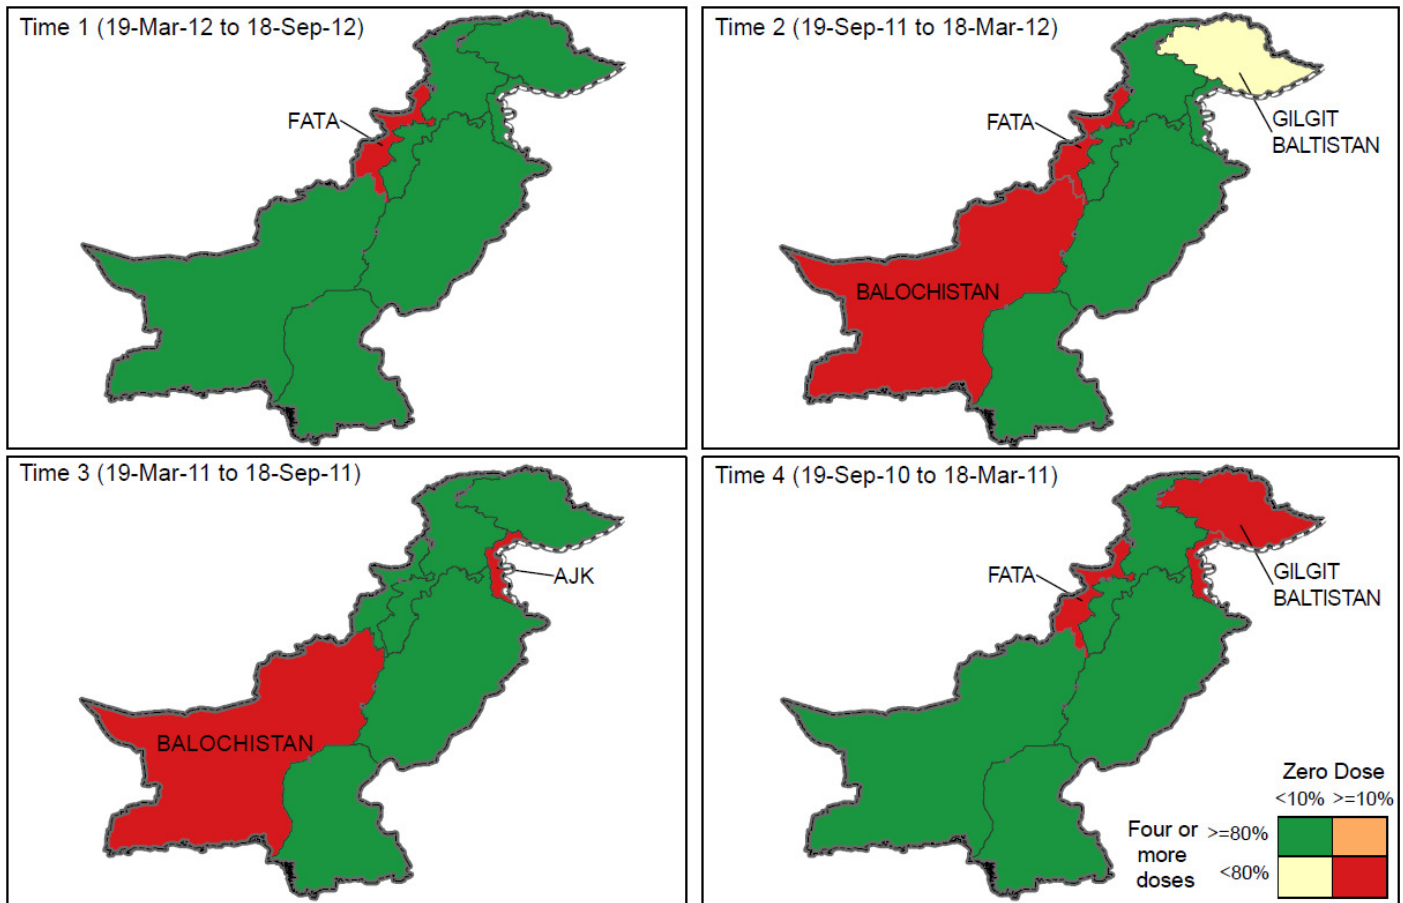 Time 1 (19-Mar-12 to 18-Sep-12)
FATA
Time 2 (19-Sep-11 to 18-Mar-12)
FATA
GILGIT
BALTISTAN
BALOCHISTAN
Time 3 (19-Mar-11 to 18-Sep-11)
AJK
BALOCHISTAN
Time 4 (19-Sep-10 to 18-Mar-11)
FATA
GILGIT
BALTISTAN
Zero Dose
<10% >=10%
Four or
more
doses
>=80%
<80%